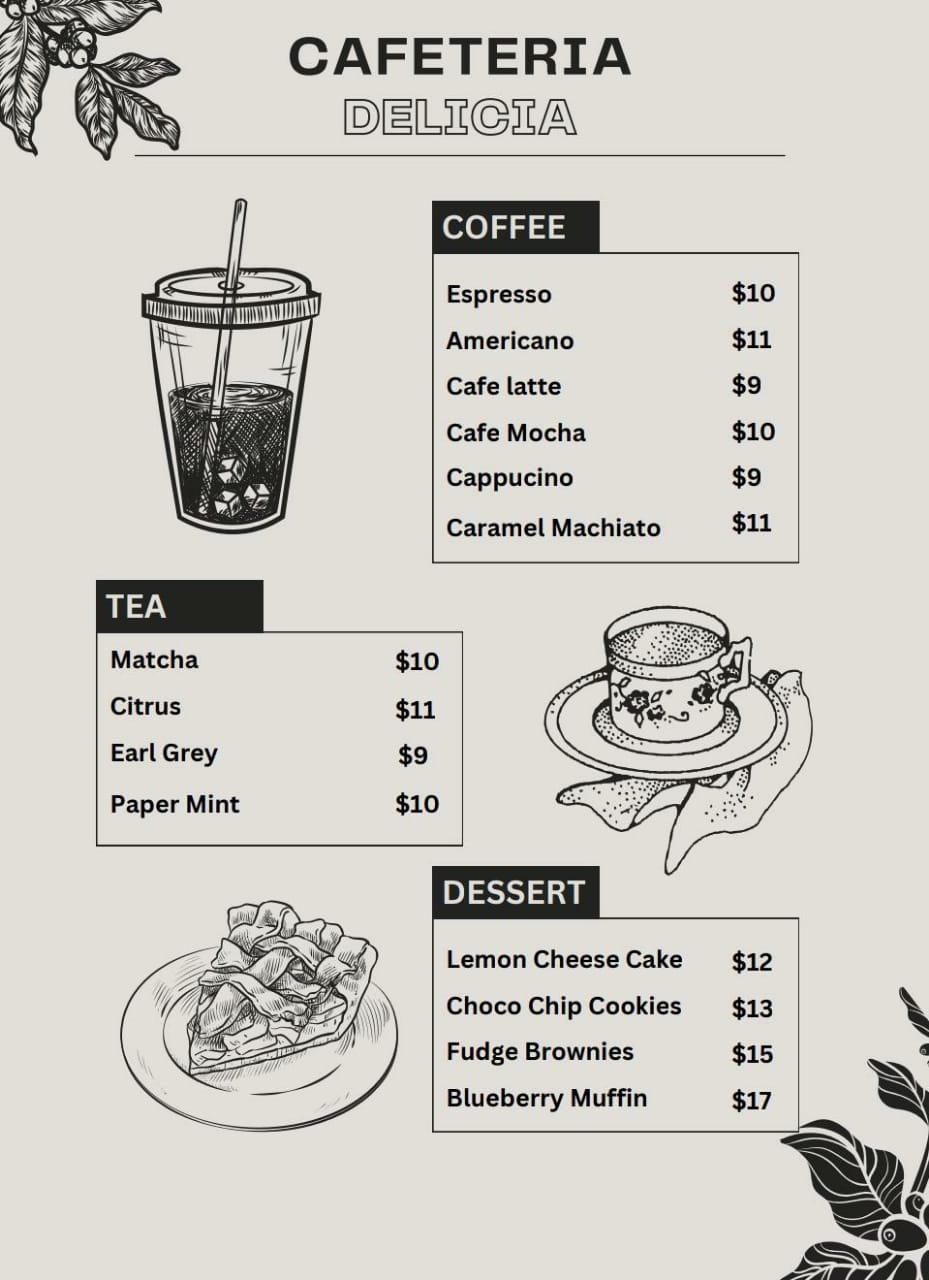 CAFETERIA
DELICIA
COFFEE
Espresso $10
Americano $11
Cafe latte $9
Cafe Mocha $10
Cappucino $9
Caramel Machiato $11
TEA
Matcha $10
Citrus $11
Earl Grey $9
Paper Mint $10
DESSERT
Lemon Cheese Cake $12
Choco Chip Cookies $13
Fudge Brownies $15
Blueberry Muffin $17